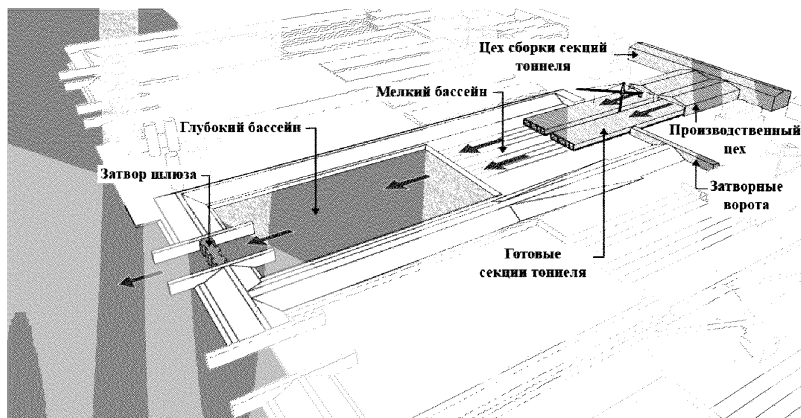 Цех сборки секций
тоннеля
Мелкий бассейн
Глубокий бассейн
Производственный
цех
Затвор шлюза
Затворные
ворота
Готовые
секции тоннеля